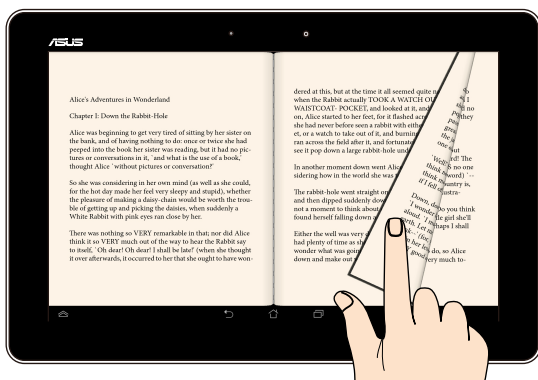 ASUS
Alice's Adventures in Wonderland
Chapter I: Down the Rabbit-Hole
Alice was beginning to get very tired of sitting by her sister on
the bank, and of having nothing to do: once or twice she had
peeped into the book her sister was reading, but it had no pic-
tures or conversations in it, `and what is the use of a book,'
thought Alice `without pictures or conversation?'
So she was considering in her own mind (as well as she could,
for the hot day made her feel very sleepy and stupid), whether
the pleasure of making a daisy-chain would be worth the trou-
ble of getting up and picking the daisies, when suddenly a
White Rabbit with pink eyes ran close by her.
There was nothing so VERY remarkable in that; nor did Alice
think it so VERY much out of the way to hear the Rabbit say
to itself, `Oh dear! Oh dear! I shall be late!' (when she thought
it over afterwards, it occurred to her that she ought to have won-
dered at this, but at the time it all seemed quite
when the Rabbit actually TOOK A WATCH
WAISTCOAT- POCKET, and looked at it, and
on, Alice started to her feet, for it flashed
she had never before seen a rabbit with
et, or a watch to take out of it, and burning
ran across the field after it, and
see it pop down a large rabbit-hole
In another moment down went Alice
sidering how in the world she was
The rabbit-hole went straight on
and then dipped suddenly
not a moment to think about
found herself falling down
Either the well was very
had plenty of time as
wonder what was going do, so Alice
down and make out very much to-